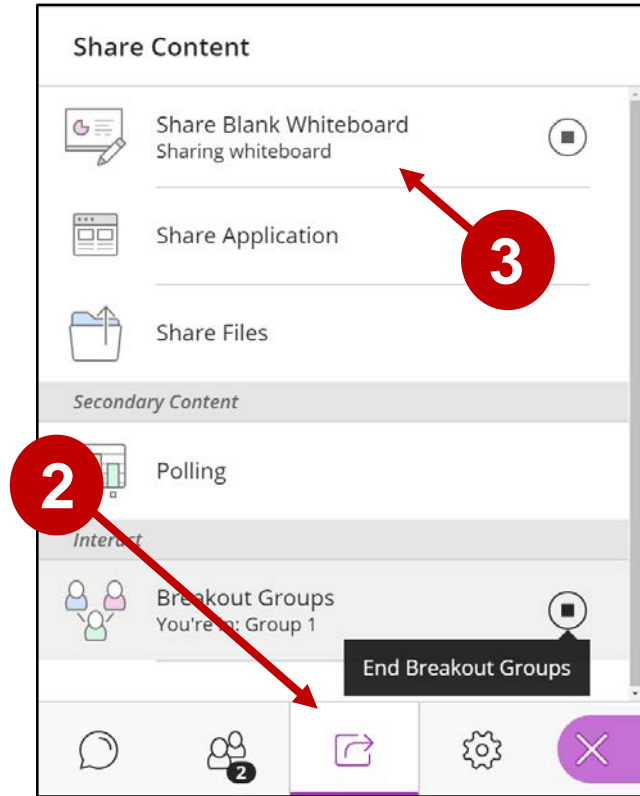 Share Content
Share Blank Whiteboard
Sharing whiteboard
3
Share Application
Share Files
Secondary Content
2
Polling
Interact
Breakout Groups
You're in: Group 1
End Breakout Groups
2